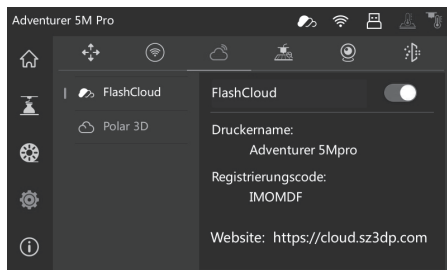 Adventurer 5M Pro
FlashCloud
Polar 3D
FlashCloud
Druckername:
Adventurer 5Mpro
Registrierungscode:
IMOMDF
Website: https://cloud.sz3dp.com